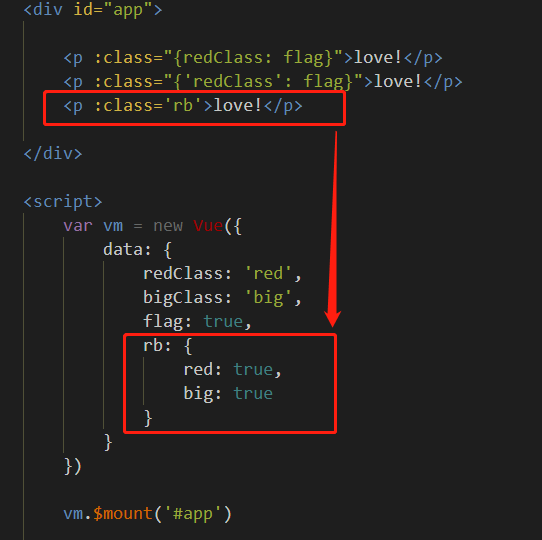 <div id="app">
<p :class="{redClass: flag}">love!</p>
<p :class="{'redClass': flag}">love!</p>
<p :class='rb'>love!</p>
</div>
<script>
var vm = new Vue({
data: {
redClass: 'red',
bigClass: 'big',
flag: true,
rb: {
red: true,
big: true
}
}
})
vm.$mount('#app')